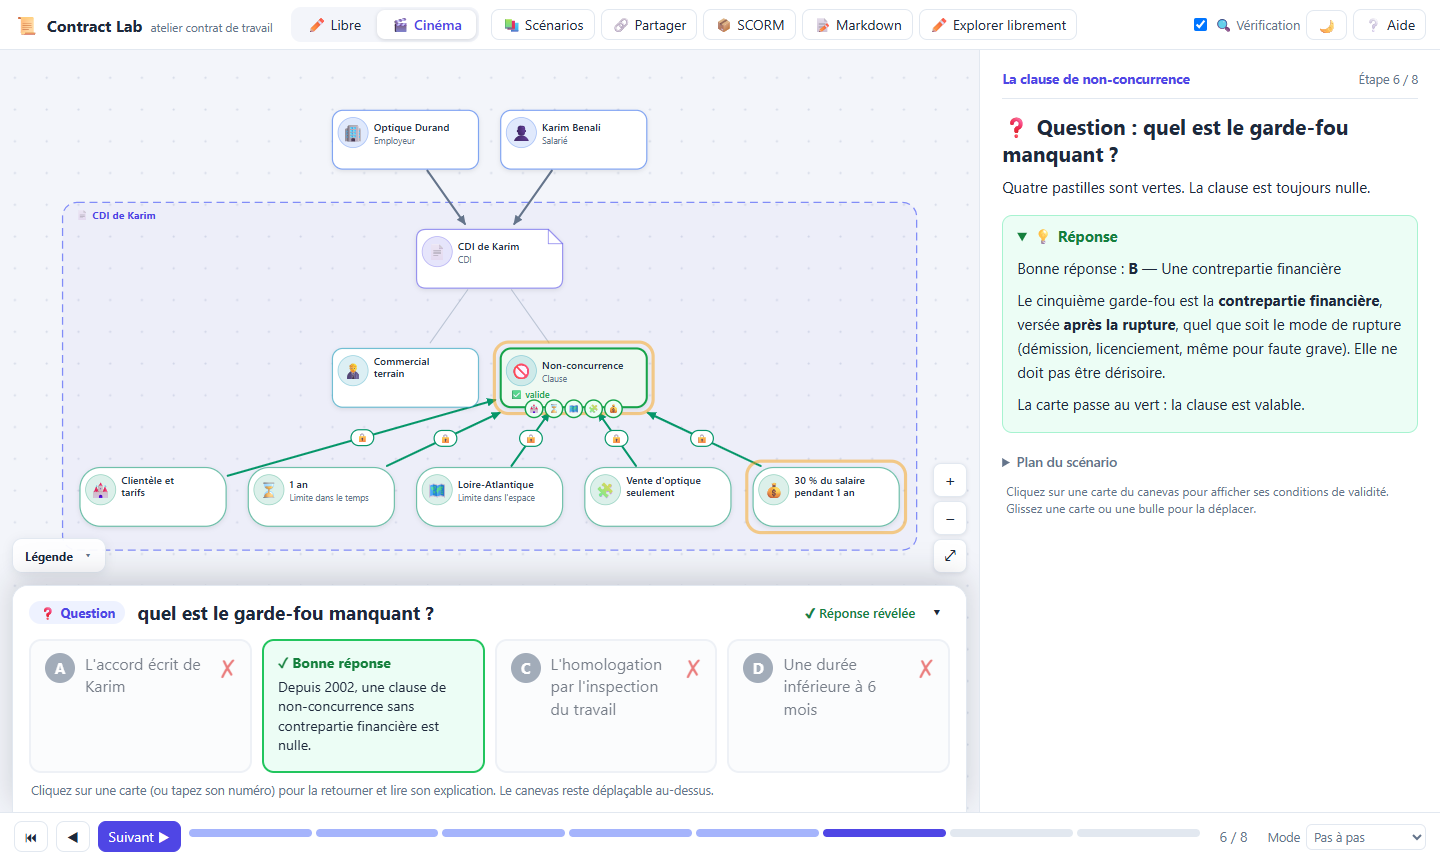 Contract Lab atelier contrat de travail
Libre
Cinéma
Scénarios
Partager
SCORM
Markdown
Explorer librement
Vérification
Aide
Optique Durand
Employeur
Karim Benali
Salarié
CDI de Karim
CDI de Karim
CDI
Commercial
terrain
Non-concurrence
Clause
valide
Clientèle et
tarifs
1 an
Limite dans le temps
Loire-Atlantique
Limite dans l'espace
Vente d'optique
seulement
30 % du salaire
pendant 1 an
+
−
Légende
Question
quel est le garde-fou manquant ?
✓ Réponse révélée
A
L'accord écrit de
Karim
✓ Bonne réponse
Depuis 2002, une clause de
non-concurrence sans
contrepartie financière est
nulle.
C
L'homologation
par l'inspection
du travail
D
Une durée
inférieure à 6
mois
Cliquez sur une carte (ou tapez son numéro) pour la retourner et lire son explication. Le canevas reste déplaçable au-dessus.
La clause de non-concurrence
Étape 6 / 8
Question : quel est le garde-fou
manquant ?
Quatre pastilles sont vertes. La clause est toujours nulle.
Réponse
Bonne réponse : B — Une contrepartie financière
Le cinquième garde-fou est la contrepartie financière,
versée après la rupture, quel que soit le mode de rupture
(démission, licenciement, même pour faute grave). Elle ne
doit pas être dérisoire.
La carte passe au vert : la clause est valable.
Plan du scénario
Cliquez sur une carte du canevas pour afficher ses conditions de validité.
Glissez une carte ou une bulle pour la déplacer.
Suivant
6 / 8
Mode
Pas à pas